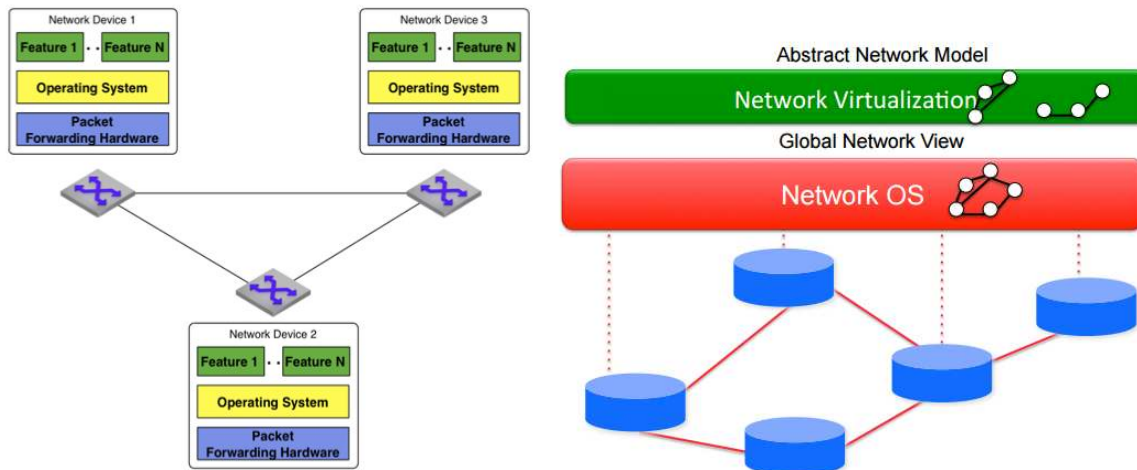 Network Device 1
Feature 1 . . Feature N
Operating System
Packet
Forwarding Hardware
Network Device 3
Feature 1 . . Feature N
Operating System
Packet
Forwarding Hardware
Network Device 2
Feature 1 . . Feature N
Operating System
Packet
Forwarding Hardware
Abstract Network Model
Network Virtualization
Global Network View
Network OS